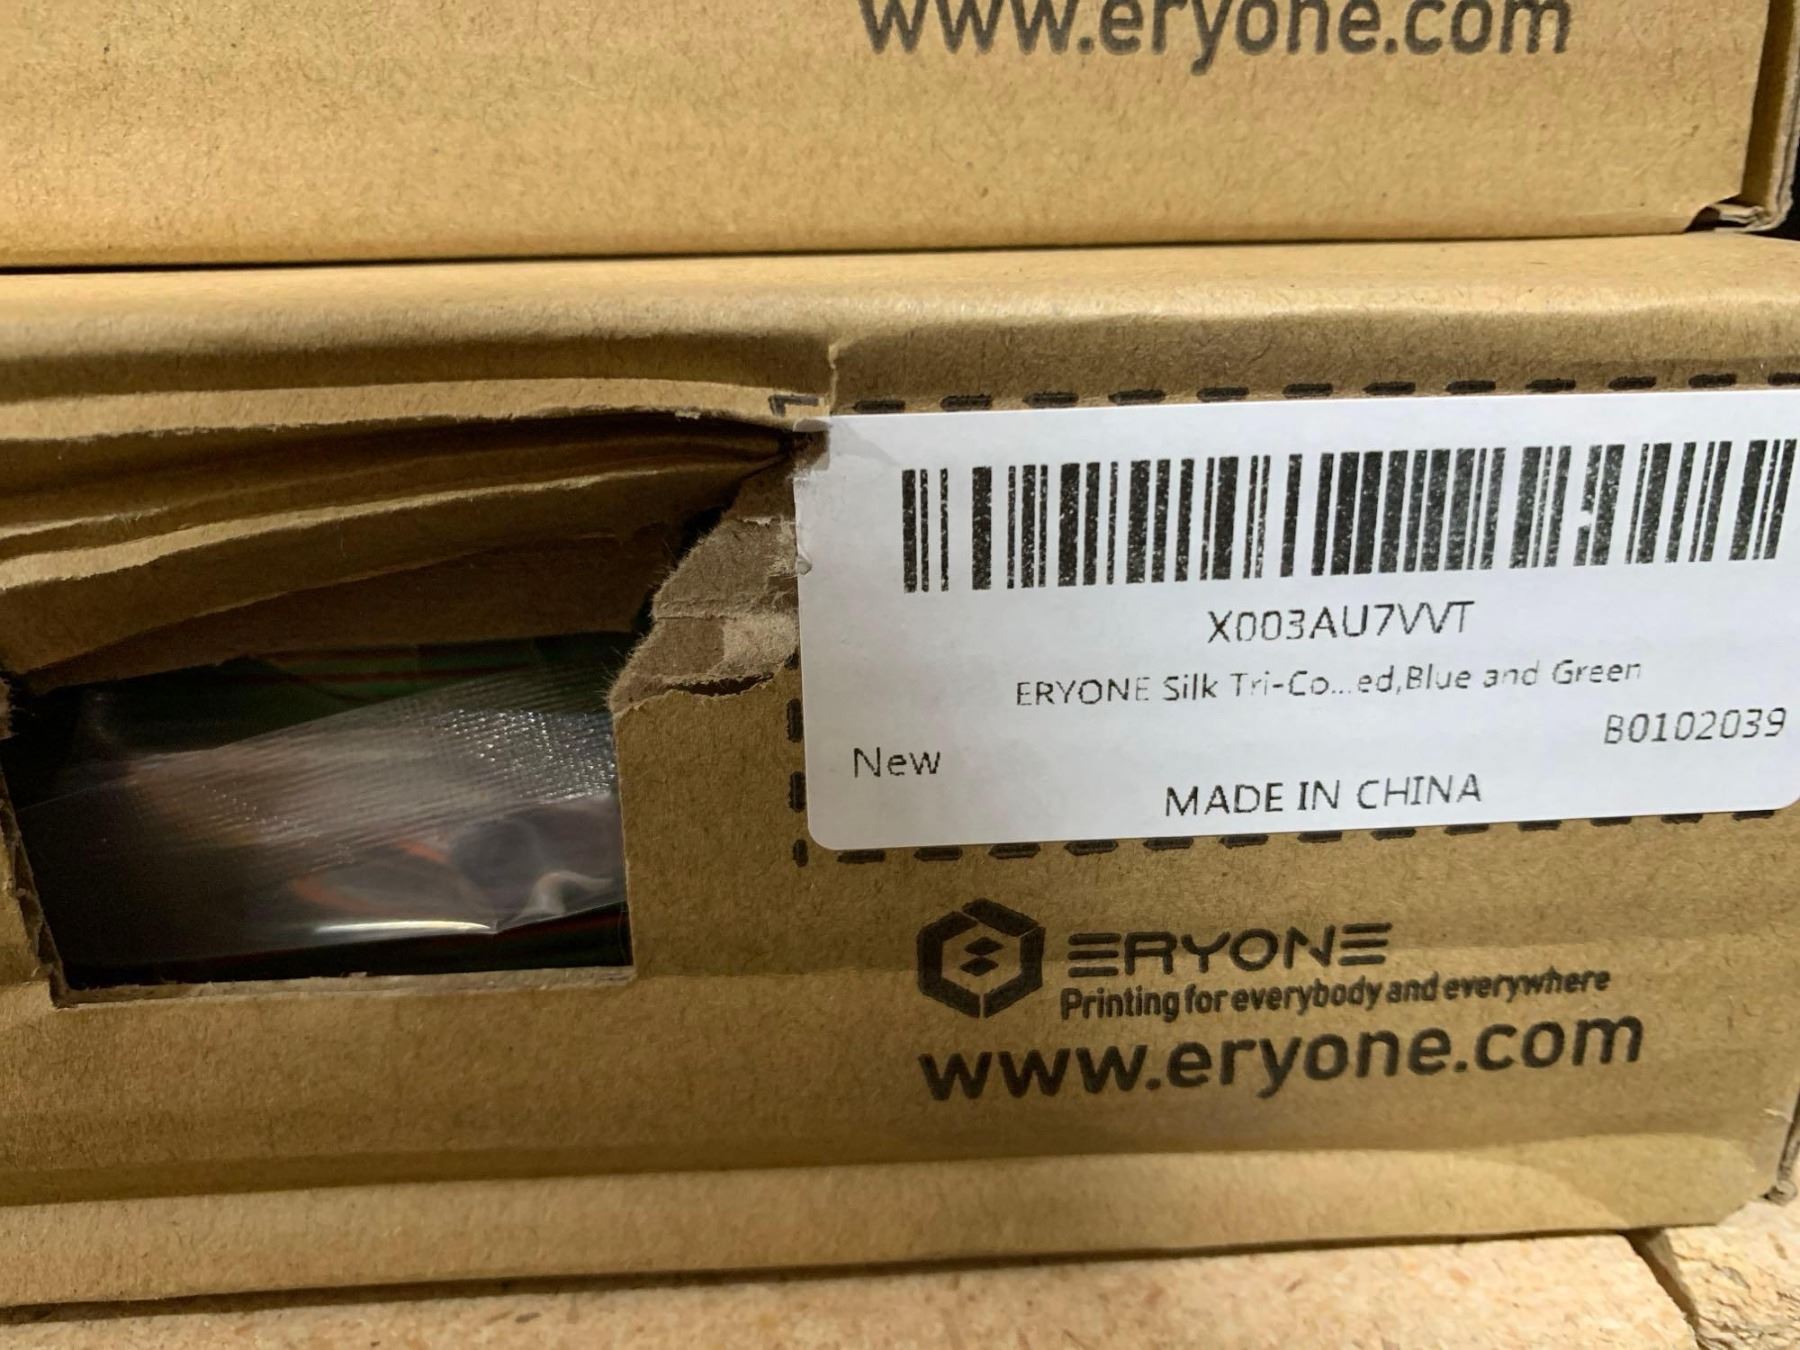 www.eryone.com
X003AU7VVT
ERYONE Silk Tri-Co...ed,Blue and Green
B0102039
New
MADE IN CHINA
ERYONE
Printing for everybody and everywhere
www.eryone.com